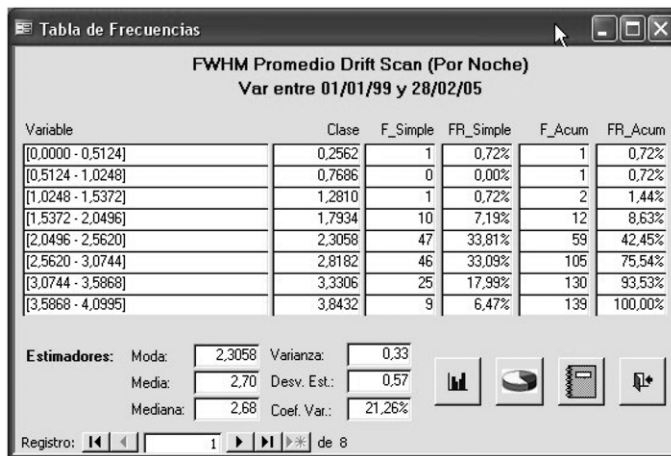 Tabla de Frecuencias
FWHM Promedio Drift Scan (Por Noche)
Var entre 01/01/99 y 28/02/05
Variable Clase F_Simple FR_Simple F_Acum FR_Acum
[0,0000 - 0,5124] 0,2562 1 0,72% 1 0,72%
[0,5124 - 1,0248] 0,7686 0 0,00% 1 0,72%
[1,0248 - 1,5372] 1,2810 1 0,72% 2 1,44%
[1,5372 - 2,0496] 1,7934 10 7,19% 12 8,63%
[2,0496 - 2,5620] 2,3058 47 33,81% 59 42,45%
[2,5620 - 3,0744] 2,8182 46 33,09% 105 75,54%
[3,0744 - 3,5868] 3,3306 25 17,99% 130 93,53%
[3,5868 - 4,0995] 3,8432 9 6,47% 139 100,00%
Estimadores: Moda: 2,3058 Varianza: 0,33
Media: 2,70 Desv. Est.: 0,57
Mediana: 2,68 Coef. Var.: 21,26%
Registro: 1 de 8